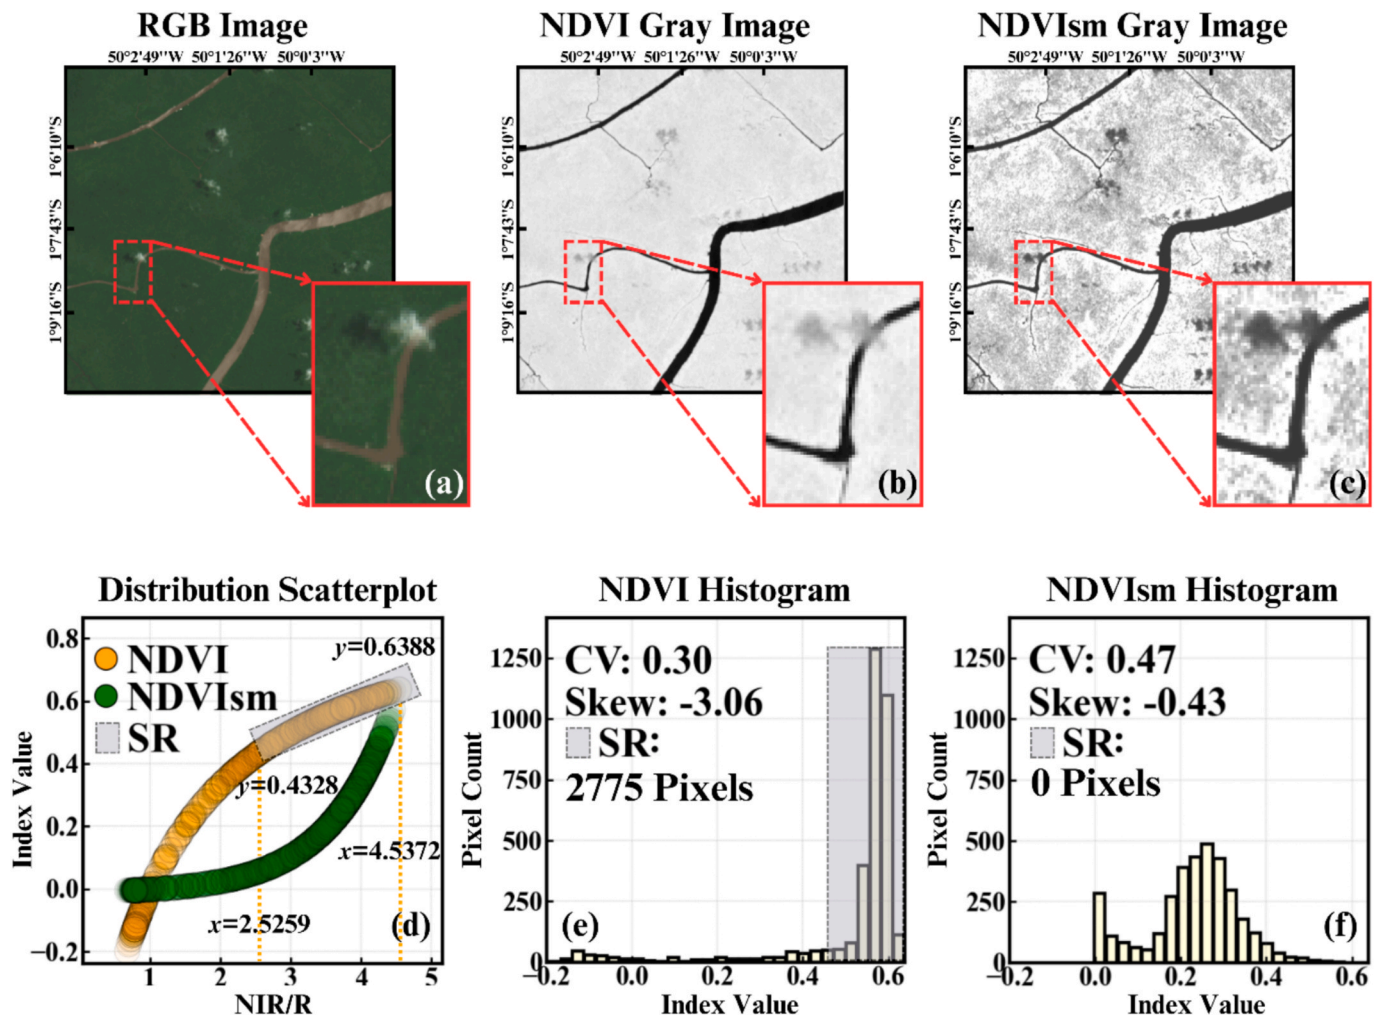 RGB Image
NDVI Gray Image
NDVIsm Gray Image
50°2'49"W 50°1'26"W 50°0'3"W
50°2'49"W 50°1'26"W 50°0'3"W
50°2'49"W 50°1'26"W 50°0'3"W
1°6'10"S
1°7'43"S
1°9'16"S
(a)
1°6'10"S
1°7'43"S
1°9'16"S
(b)
1°6'10"S
1°7'43"S
1°9'16"S
(c)
Distribution Scatterplot
Index Value
0.8
0.6
0.4
0.2
0.0
−0.2
NDVI
NDVIsm
SR
y=0.6388
y=0.4328
x=4.5372
x=2.5259
(d)
1 2 3 4 5
NIR/R
NDVI Histogram
Pixel Count
1250
1000
750
500
250
0
CV: 0.30
Skew: -3.06
SR:
2775 Pixels
(e)
−0.2 0.0 0.2 0.4 0.6
Index Value
NDVIsm Histogram
Pixel Count
1250
1000
750
500
250
0
CV: 0.47
Skew: -0.43
SR:
0 Pixels
(f)
−0.2 0.0 0.2 0.4 0.6
Index Value